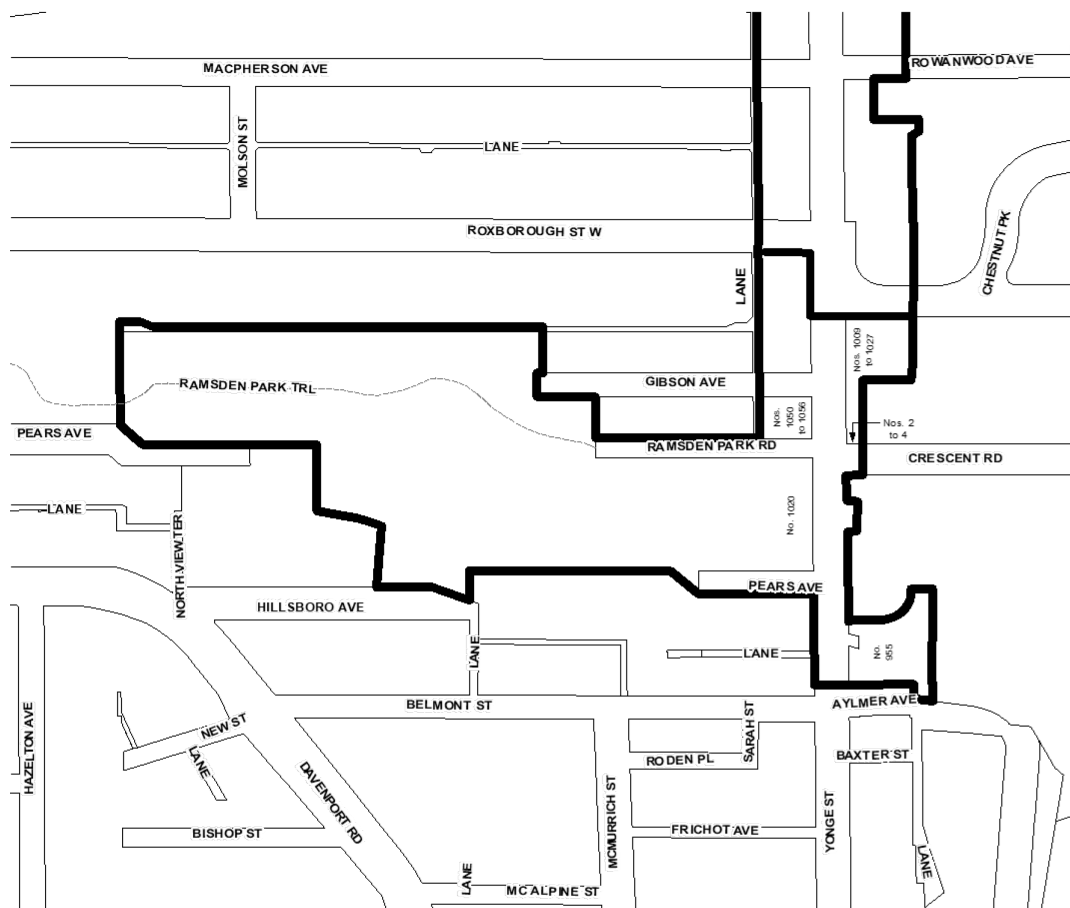 ROWANWOOD AVE
MACPHERSON AVE
MOLSON ST
LANE
ROXBOROUGH ST W
CHESTNUT PK
LANE
Nos. 1009
to 1027
RAMSDEN PARK TRL
GIBSON AVE
Nos.
1050
to 1056
Nos. 2
to 4
PEARS AVE
RAMSDEN PARK RD
CRESCENT RD
LANE
No. 1020
NORTH VIEW TER
PEARS AVE
HILLSBORO AVE
LANE
LANE
No.
955
BELMONT ST
AYLMER AVE
HAZELTON AVE
NEW ST
SARAH ST
LANE
RODEN PL
BAXTER ST
DAVENPORT RD
MCMURRICH ST
YONGE ST
BISHOP ST
FRICHOT AVE
LANE
LANE
MCALPINE ST